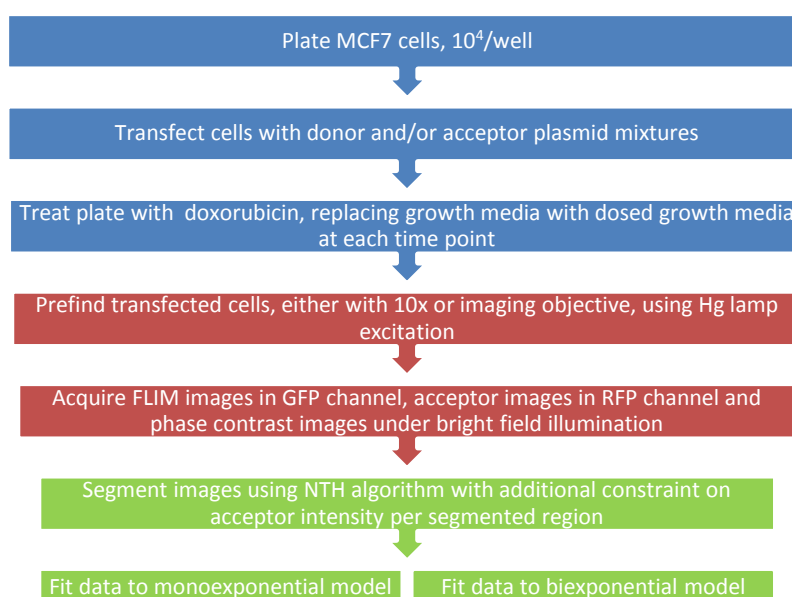 Plate MCF7 cells, 10⁴/well
Transfect cells with donor and/or acceptor plasmid mixtures
Treat plate with  doxorubicin, replacing growth media with dosed growth media
at each time point
Prefind transfected cells, either with 10x or imaging objective, using Hg lamp
excitation
Acquire FLIM images in GFP channel, acceptor images in RFP channel and
phase contrast images under bright field illumination
Segment images using NTH algorithm with additional constraint on
acceptor intensity per segmented region
Fit data to monoexponential model
Fit data to biexponential model